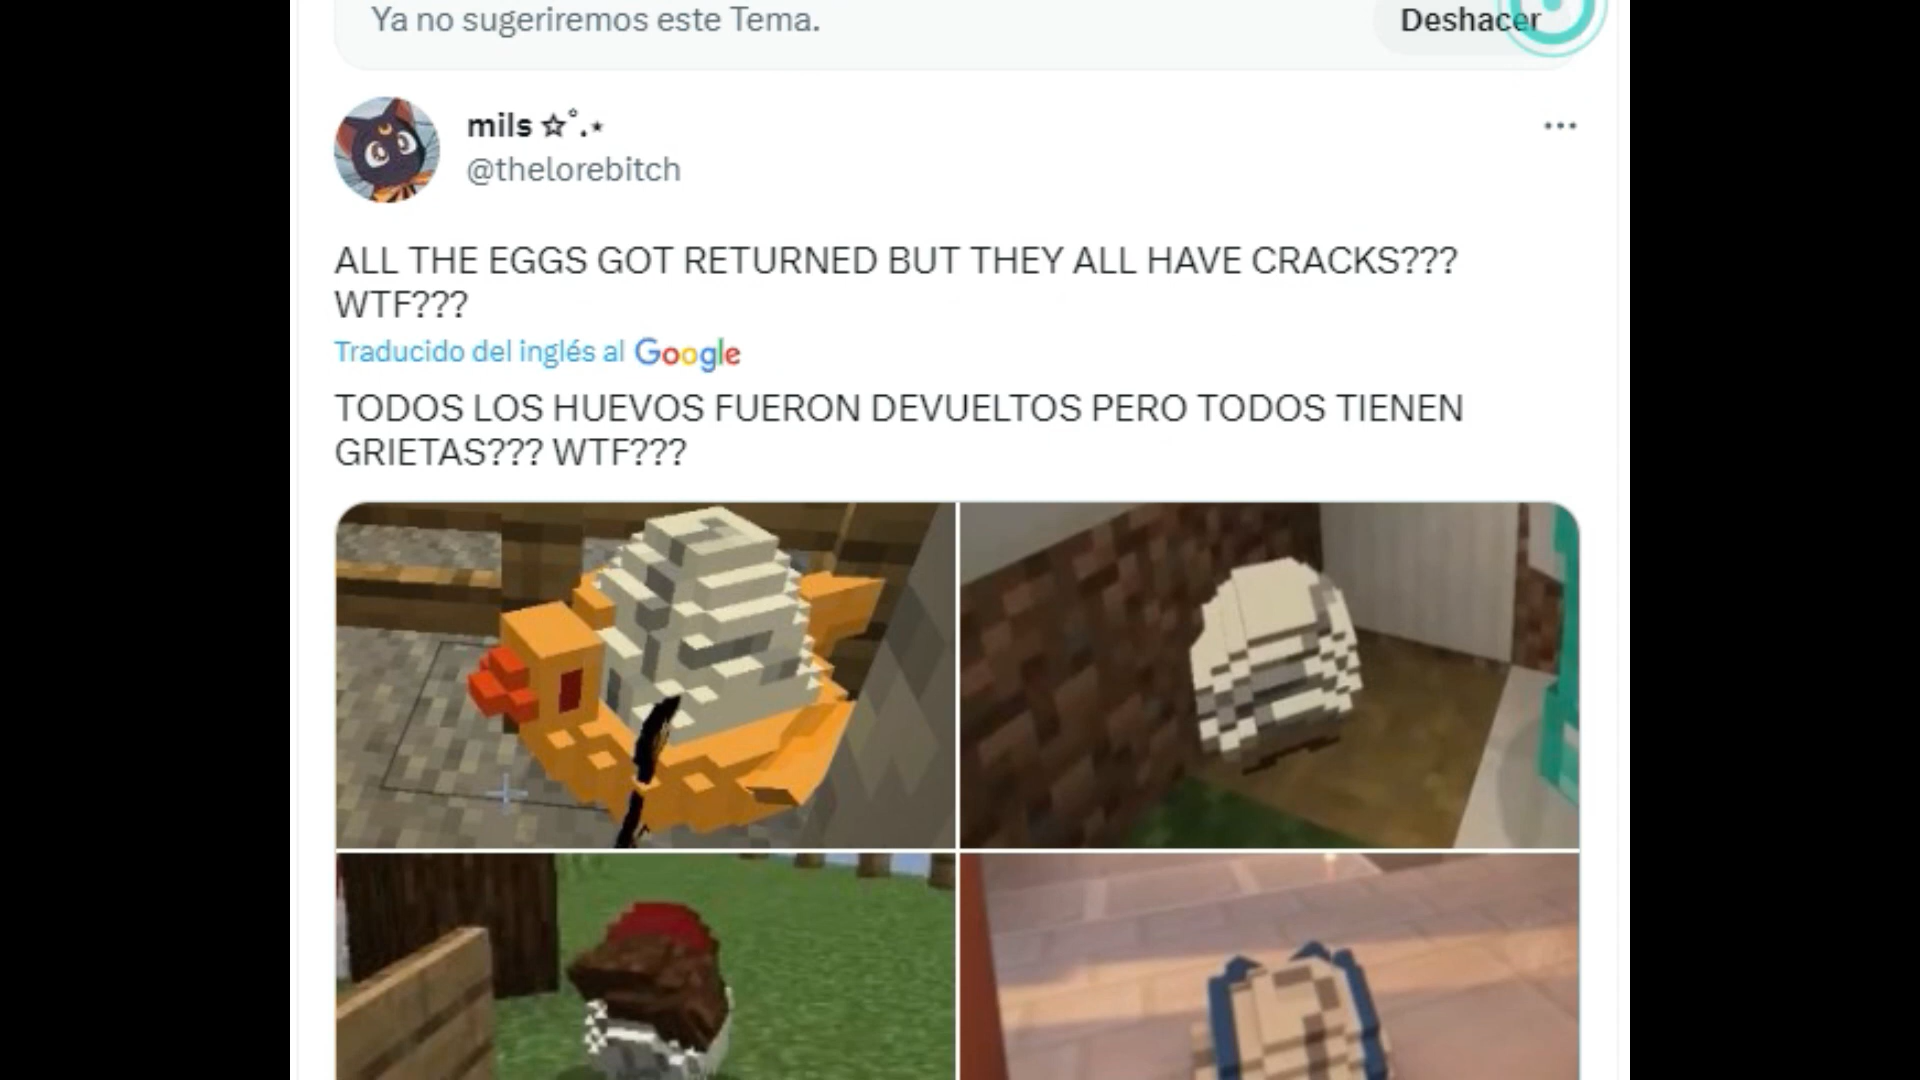 Ya no sugeriremos este Tema.
Deshacer
mils ☆˚.⋆
@thelorebitch
ALL THE EGGS GOT RETURNED BUT THEY ALL HAVE CRACKS???
WTF???
Traducido del inglés al Google
TODOS LOS HUEVOS FUERON DEVUELTOS PERO TODOS TIENEN
GRIETAS??? WTF???